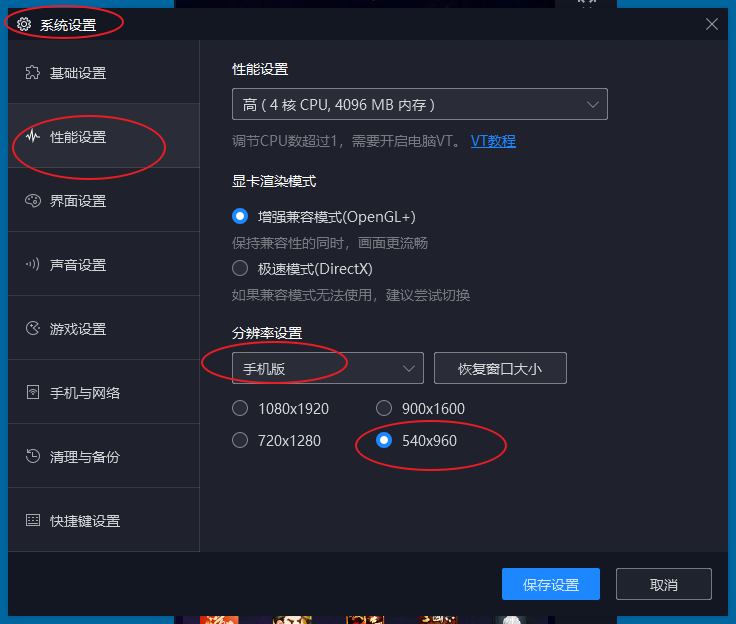 系统设置
基础设置
性能设置
界面设置
声音设置
游戏设置
手机与网络
清理与备份
快捷键设置
性能设置
高 ( 4 核 CPU, 4096 MB 内存 )
调节CPU数超过1，需要开启电脑VT。 VT教程
显卡渲染模式
增强兼容模式(OpenGL+)
保持兼容性的同时，画面更流畅
极速模式(DirectX)
如果兼容模式无法使用，建议尝试切换
分辨率设置
手机版 恢复窗口大小
1080x1920 900x1600
720x1280 540x960
保存设置 取消